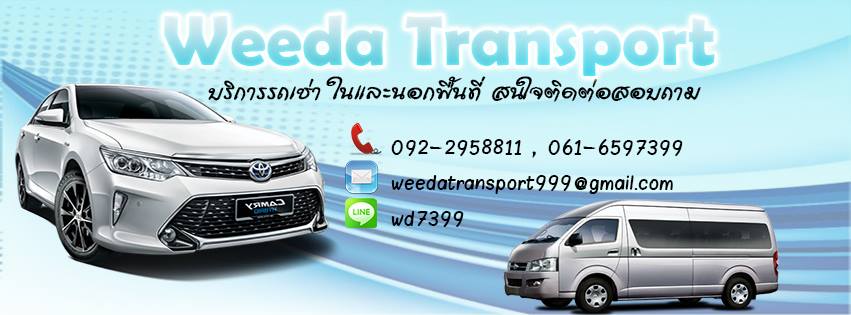 Weeda Transport
บริการรถเช่า ในและนอกพื้นที่ สนใจติดต่อสอบถาม
092-2958811 , 061-6597399
weedatransport999@gmail.com
LINE wd7399
CAMRY
HYBRID